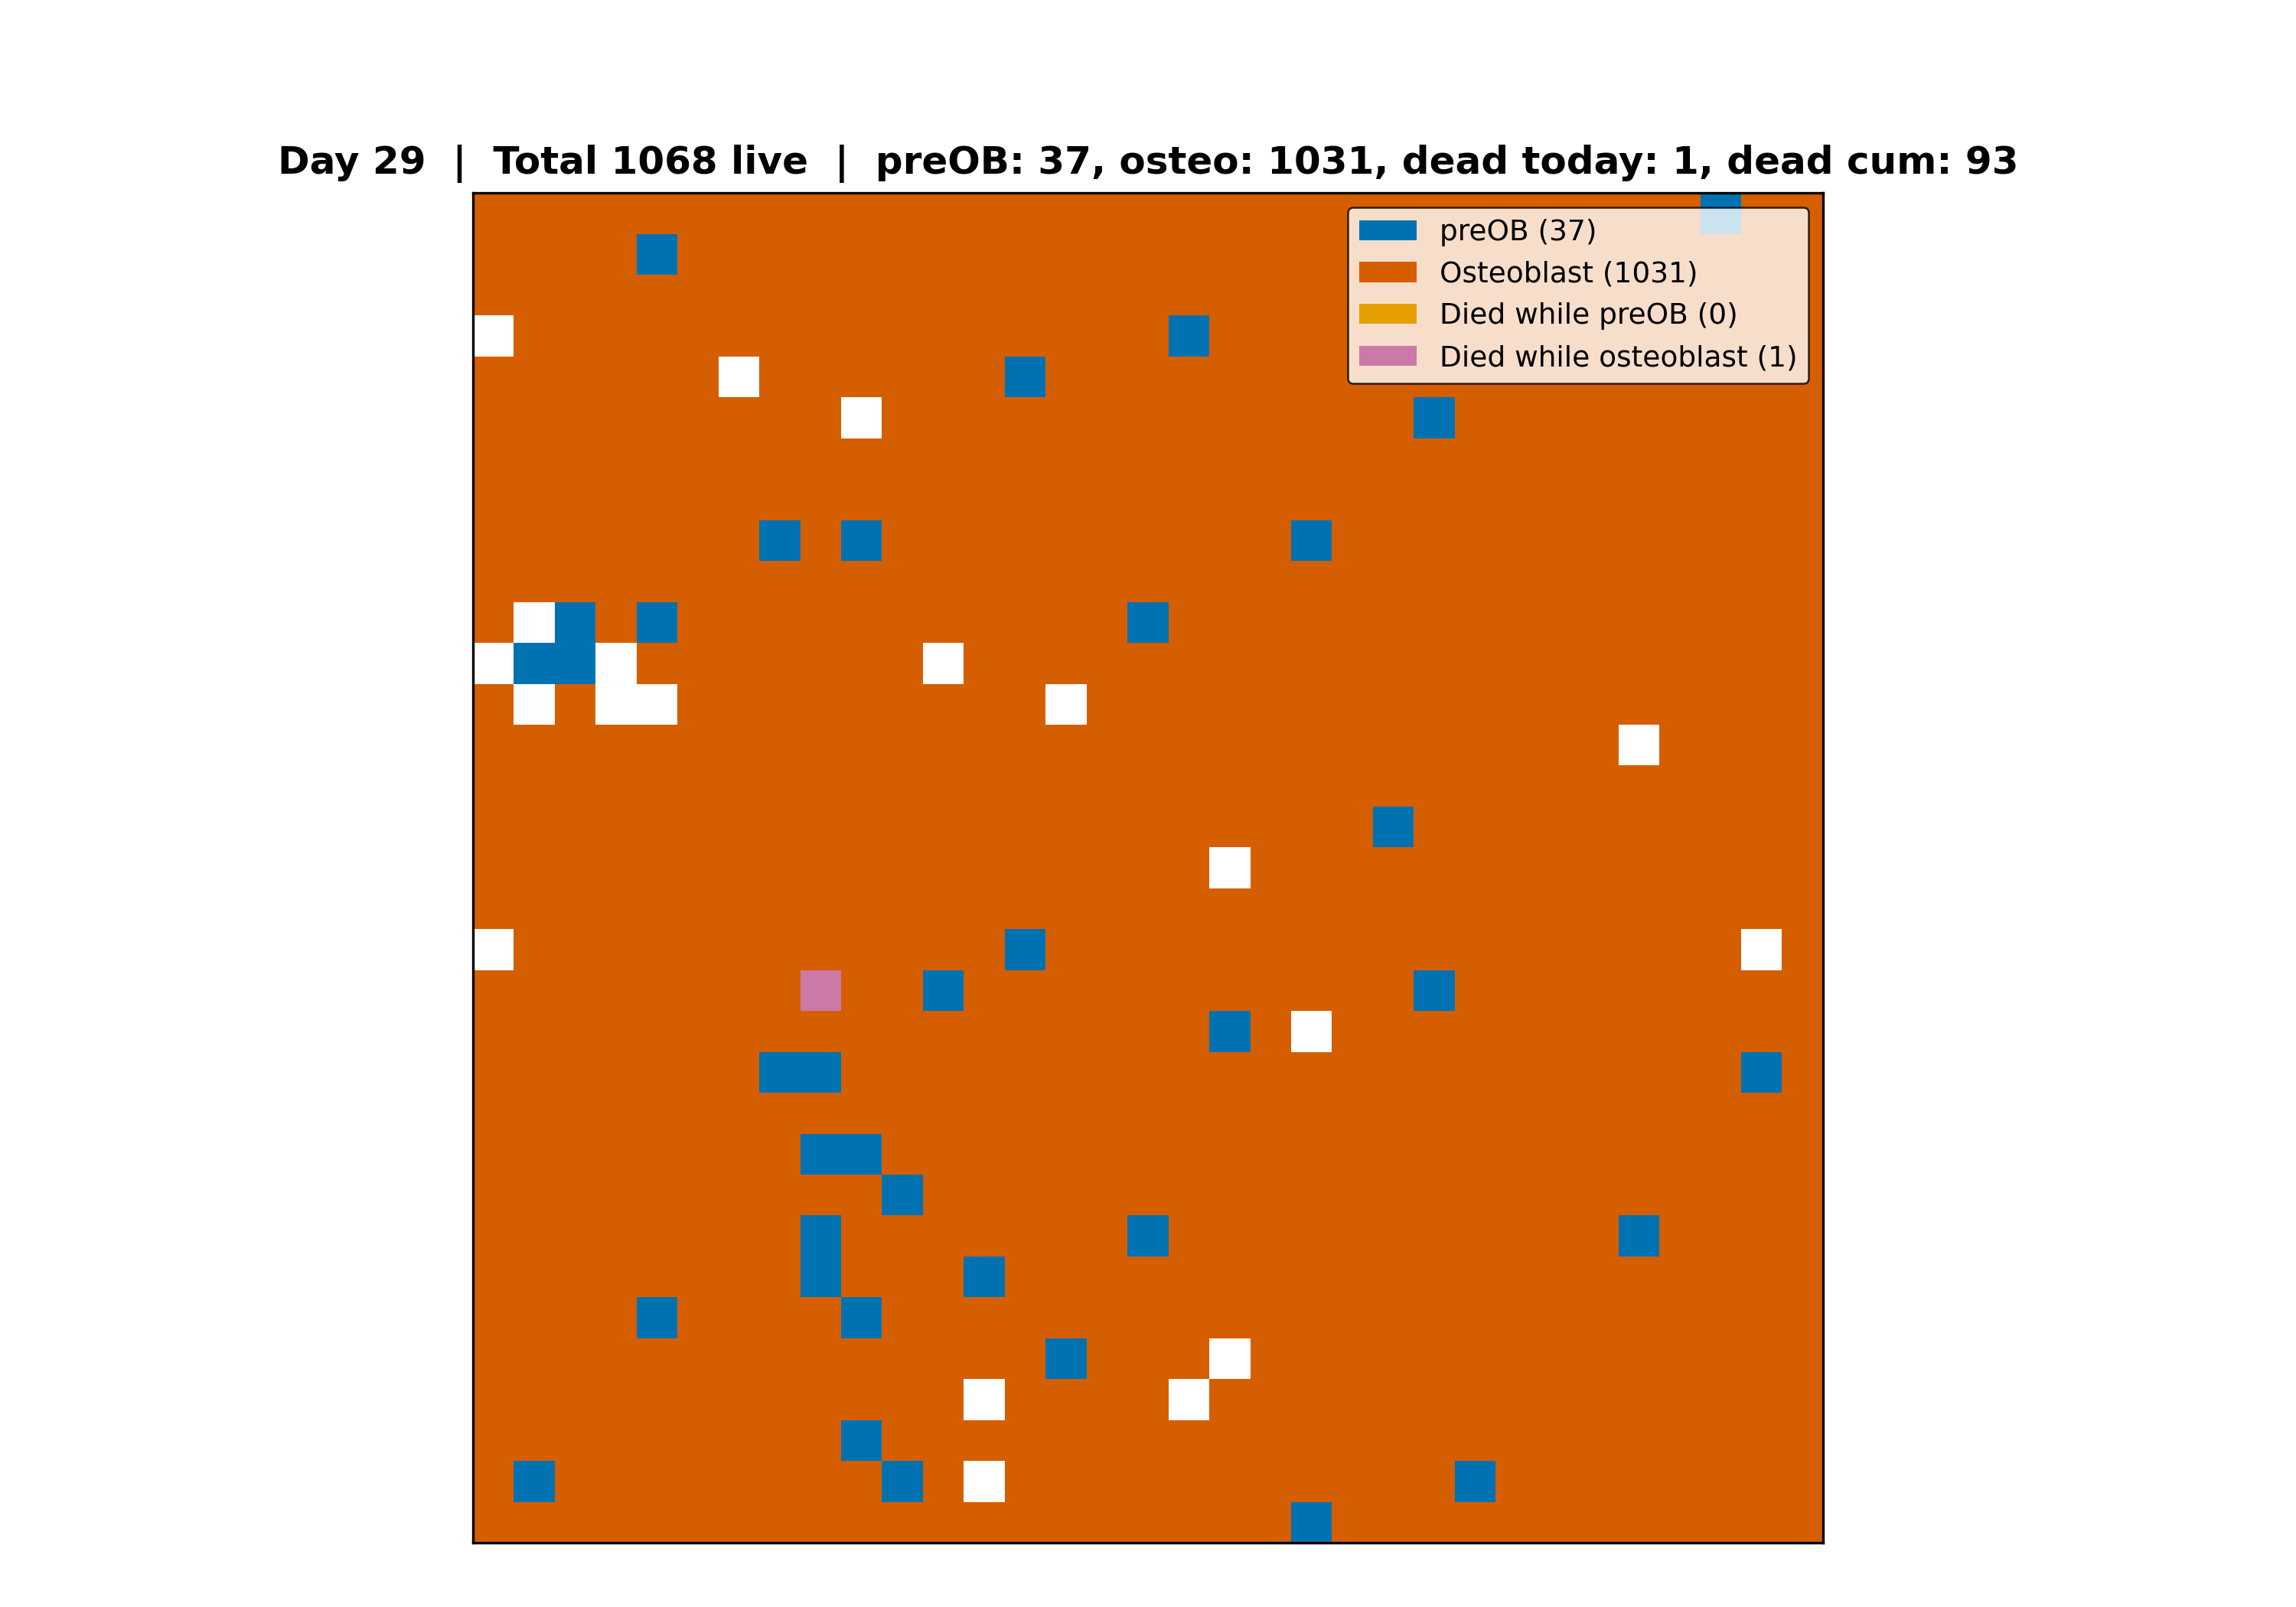 Day 29 | Total 1068 live | preOB: 37, osteo: 1031, dead today: 1, dead cum: 93
preOB (37)
Osteoblast (1031)
Died while preOB (0)
Died while osteoblast (1)